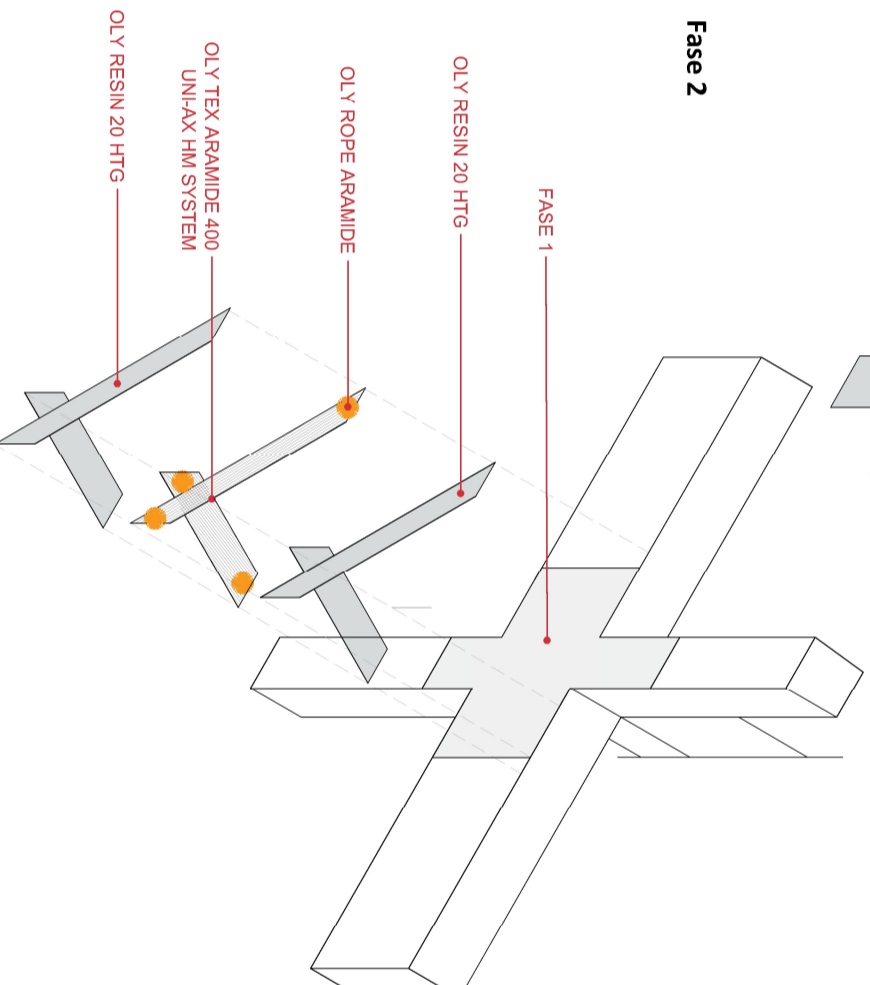 Fase 2
FASE 1
OLY RESIN 20 HTG
OLY ROPE ARAMIDE
OLY TEX ARAMIDE 400
UNI-AX HM SYSTEM
OLY RESIN 20 HTG